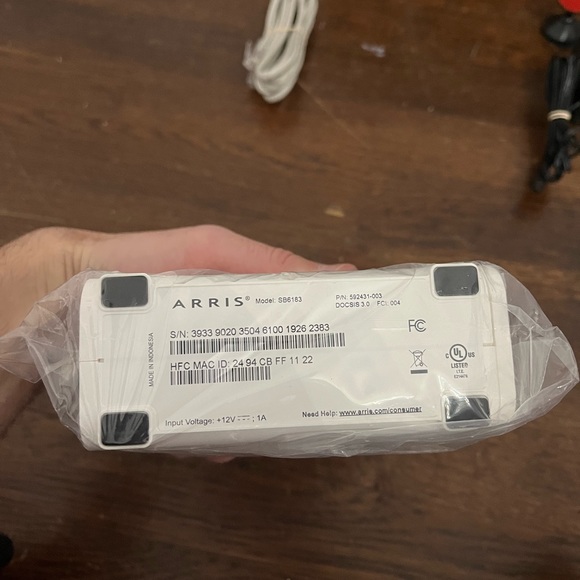 ARRIS® Model: SB6183
P/N: 592431-003
DOCSIS 3.0 FCI: 004
S/N: 3933 9020 3504 6100 1926 2383
HFC MAC ID: 24 94 CB FF 11 22
MADE IN INDONESIA
FC
C UL US
LISTED
I.T.E.
Input Voltage: +12V ; 1A
Need Help: www.arris.com/consumer